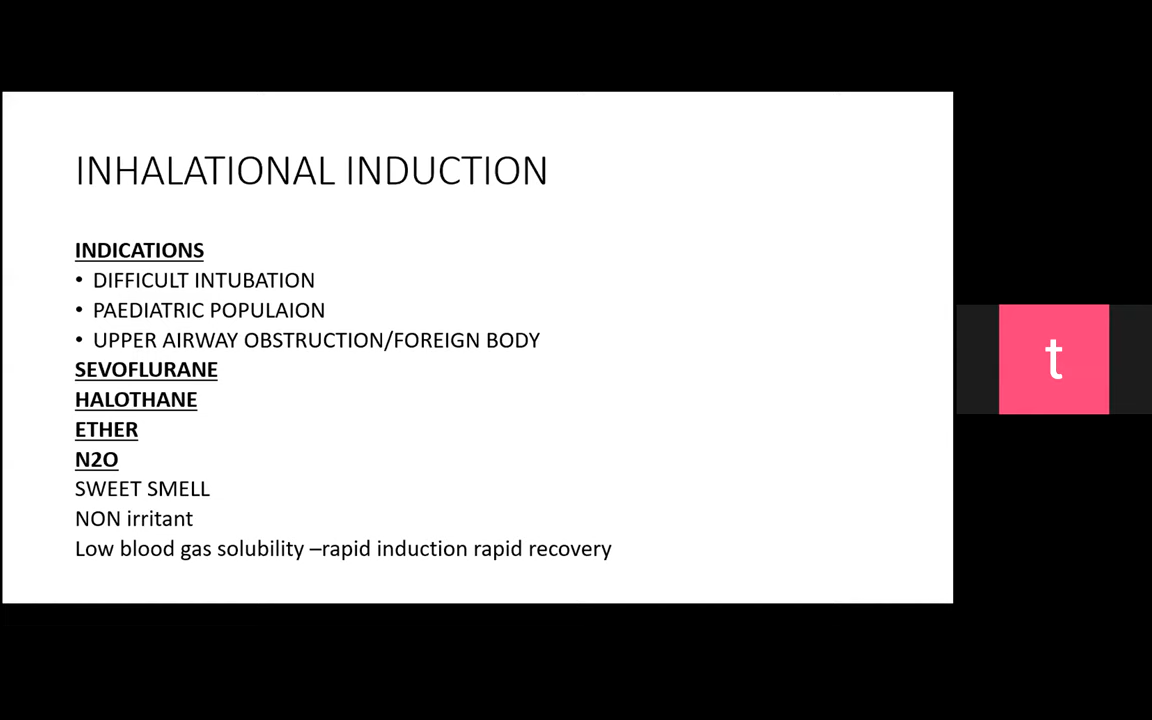 INHALATIONAL INDUCTION
INDICATIONS
• DIFFICULT INTUBATION
• PAEDIATRIC POPULAION
• UPPER AIRWAY OBSTRUCTION/FOREIGN BODY
SEVOFLURANE
HALOTHANE
ETHER
N2O
SWEET SMELL
NON irritant
Low blood gas solubility –rapid induction rapid recovery
t